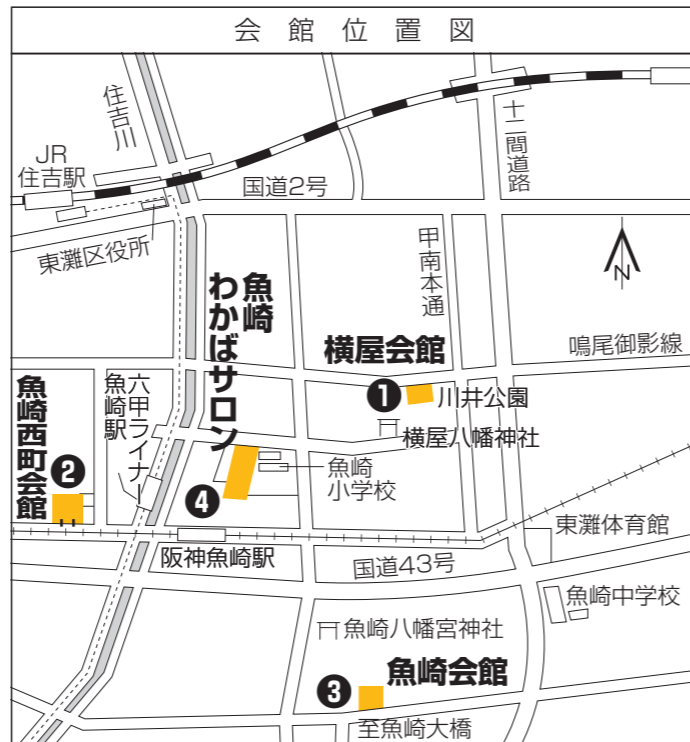 会館位置図
住吉川
十二間道路
JR
住吉駅
国道2号
東灘区役所
甲南本通
N
魚崎
わかばサロン
横屋会館
鳴尾御影線
❶
川井公園
六甲ライナー
魚崎駅
魚崎西町会館
❷
横屋八幡神社
魚崎
小学校
❹
東灘体育館
阪神魚崎駅
国道43号
魚崎中学校
魚崎八幡宮神社
魚崎会館
❸
至魚崎大橋